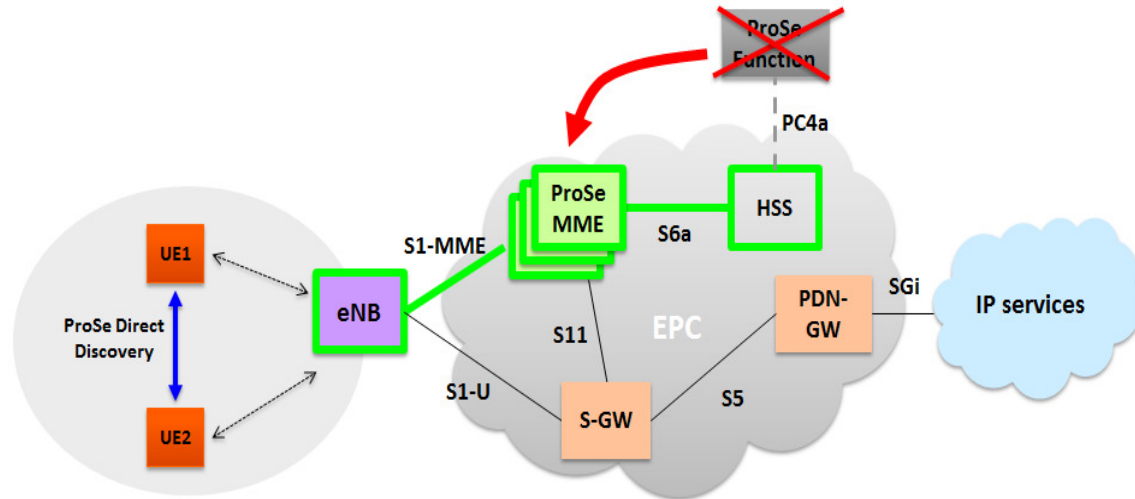 ProSe
Function
PC4a
ProSe
MME
HSS
S6a
S1-MME
UE1
eNB
ProSe Direct
Discovery
UE2
S11
EPC
PDN-
GW
SGi
IP services
S1-U
S-GW
S5